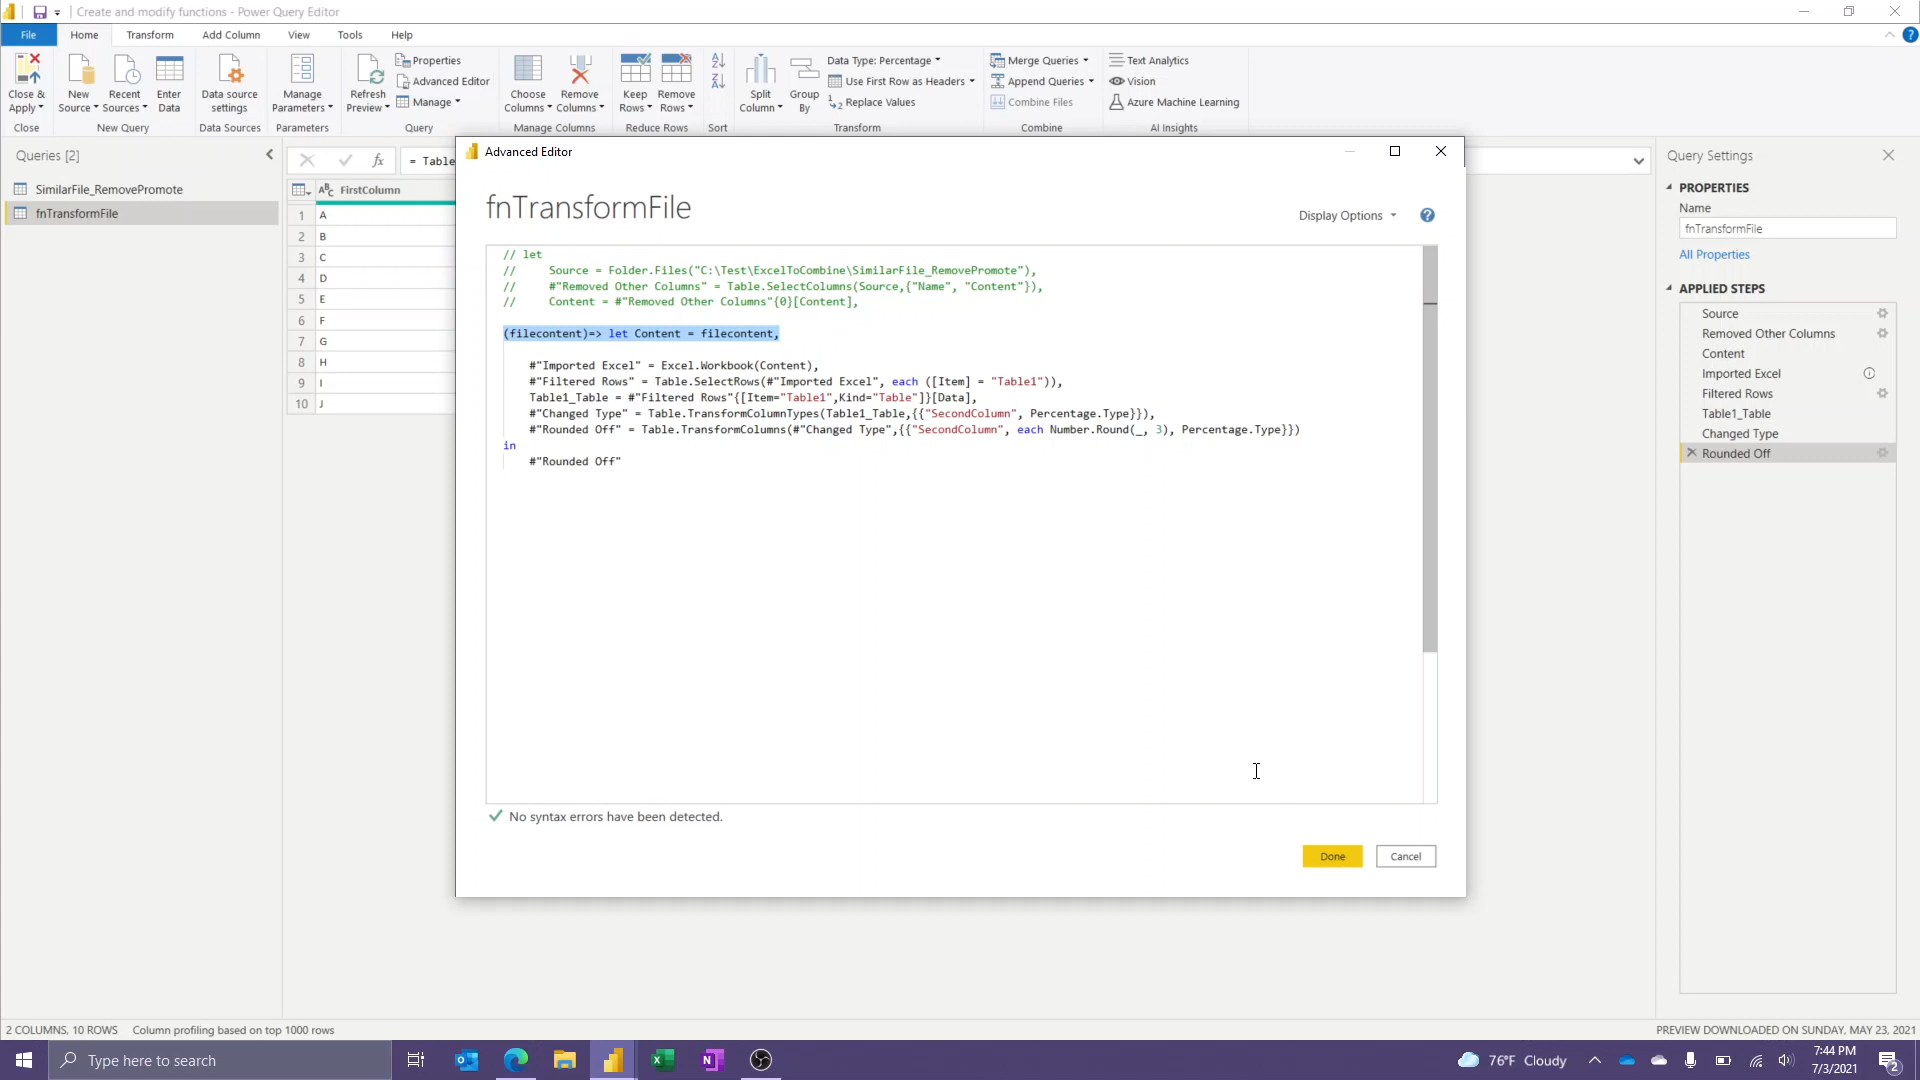 Create and modify functions - Power Query Editor
File Home Transform Add Column View Tools Help
Close & Apply
New Source
Recent Sources
Enter Data
Data source settings
Manage Parameters
Refresh Preview
Properties
Advanced Editor
Manage
Choose Columns
Remove Columns
Keep Rows
Remove Rows
Split Column
Group By
Data Type: Percentage
Use First Row as Headers
Replace Values
Merge Queries
Append Queries
Combine Files
Text Analytics
Vision
Azure Machine Learning
Close
New Query
Data Sources
Parameters
Query
Manage Columns
Reduce Rows
Sort
Transform
Combine
AI Insights
Queries [2]
SimilarFile_RemovePromote
fnTransformFile
fx
= Table
ABC FirstColumn
1 A
2 B
3 C
4 D
5 E
6 F
7 G
8 H
9 I
10 J
Advanced Editor
fnTransformFile
Display Options
?
// let
//     Source = Folder.Files("C:\Test\ExcelToCombine\SimilarFile_RemovePromote"),
//     #"Removed Other Columns" = Table.SelectColumns(Source,{"Name", "Content"}),
//     Content = #"Removed Other Columns"{0}[Content],
(filecontent)=> let Content = filecontent,
#"Imported Excel" = Excel.Workbook(Content),
#"Filtered Rows" = Table.SelectRows(#"Imported Excel", each ([Item] = "Table1")),
Table1_Table = #"Filtered Rows"{[Item="Table1",Kind="Table"]}[Data],
#"Changed Type" = Table.TransformColumnTypes(Table1_Table,{{"SecondColumn", Percentage.Type}}),
#"Rounded Off" = Table.TransformColumns(#"Changed Type",{{"SecondColumn", each Number.Round(_, 3), Percentage.Type}})
in
#"Rounded Off"
No syntax errors have been detected.
Done
Cancel
Query Settings
PROPERTIES
Name
fnTransformFile
All Properties
APPLIED STEPS
Source
Removed Other Columns
Content
Imported Excel
Filtered Rows
Table1_Table
Changed Type
Rounded Off
2 COLUMNS, 10 ROWS Column profiling based on top 1000 rows
PREVIEW DOWNLOADED ON SUNDAY, MAY 23, 2021
Type here to search
76°F Cloudy
7:44 PM
7/3/2021
2